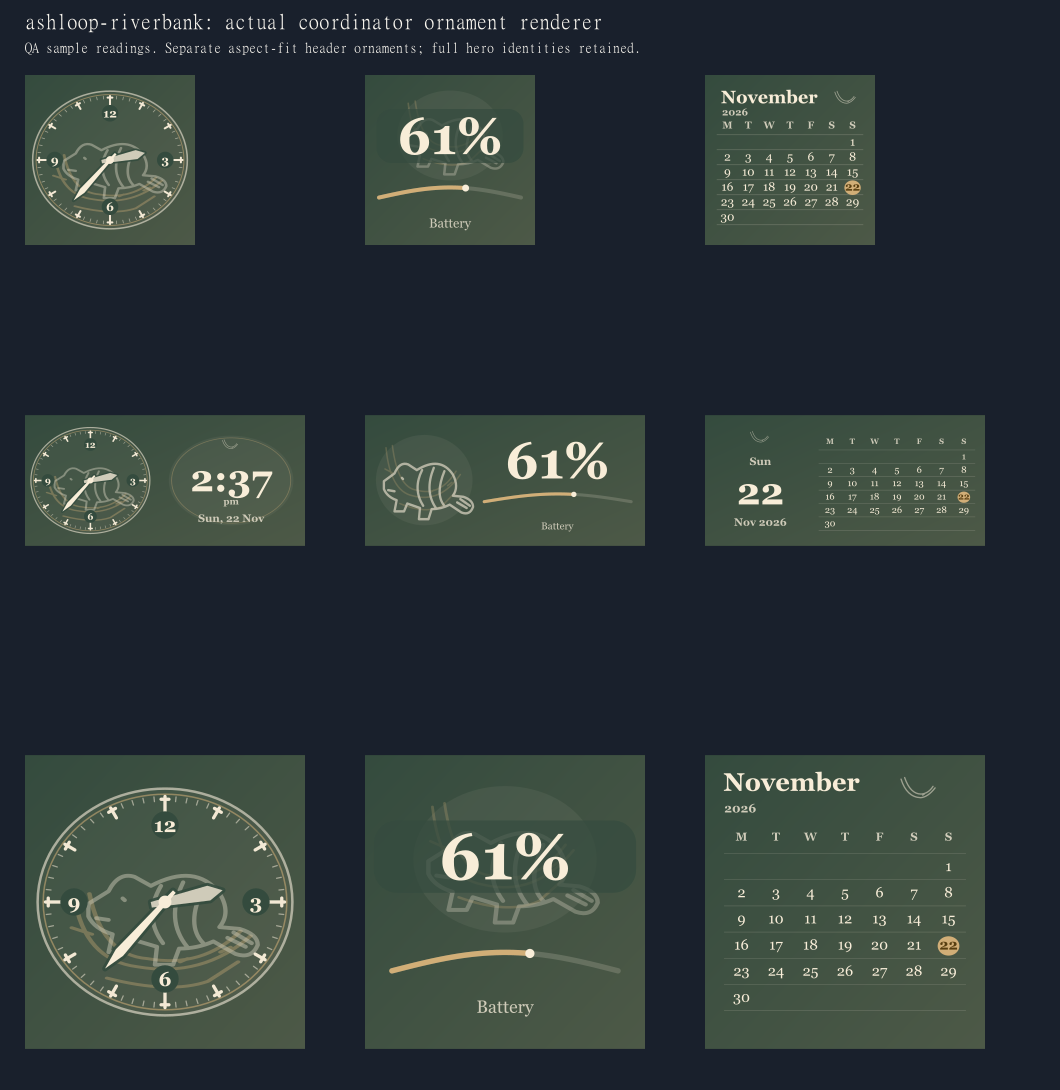 ashloop-riverbank: actual coordinator ornament renderer
QA sample readings. Separate aspect-fit header ornaments; full hero identities retained.
12
9
3
6
61%
Battery
November
2026
M T W T F S S
1
2 3 4 5 6 7 8
9 10 11 12 13 14 15
16 17 18 19 20 21 22
23 24 25 26 27 28 29
30
12
9
3
6
2:37
pm
Sun, 22 Nov
61%
Battery
Sun
22
Nov 2026
M T W T F S S
1
2 3 4 5 6 7 8
9 10 11 12 13 14 15
16 17 18 19 20 21 22
23 24 25 26 27 28 29
30
12
9
3
6
61%
Battery
November
2026
M T W T F S S
1
2 3 4 5 6 7 8
9 10 11 12 13 14 15
16 17 18 19 20 21 22
23 24 25 26 27 28 29
30